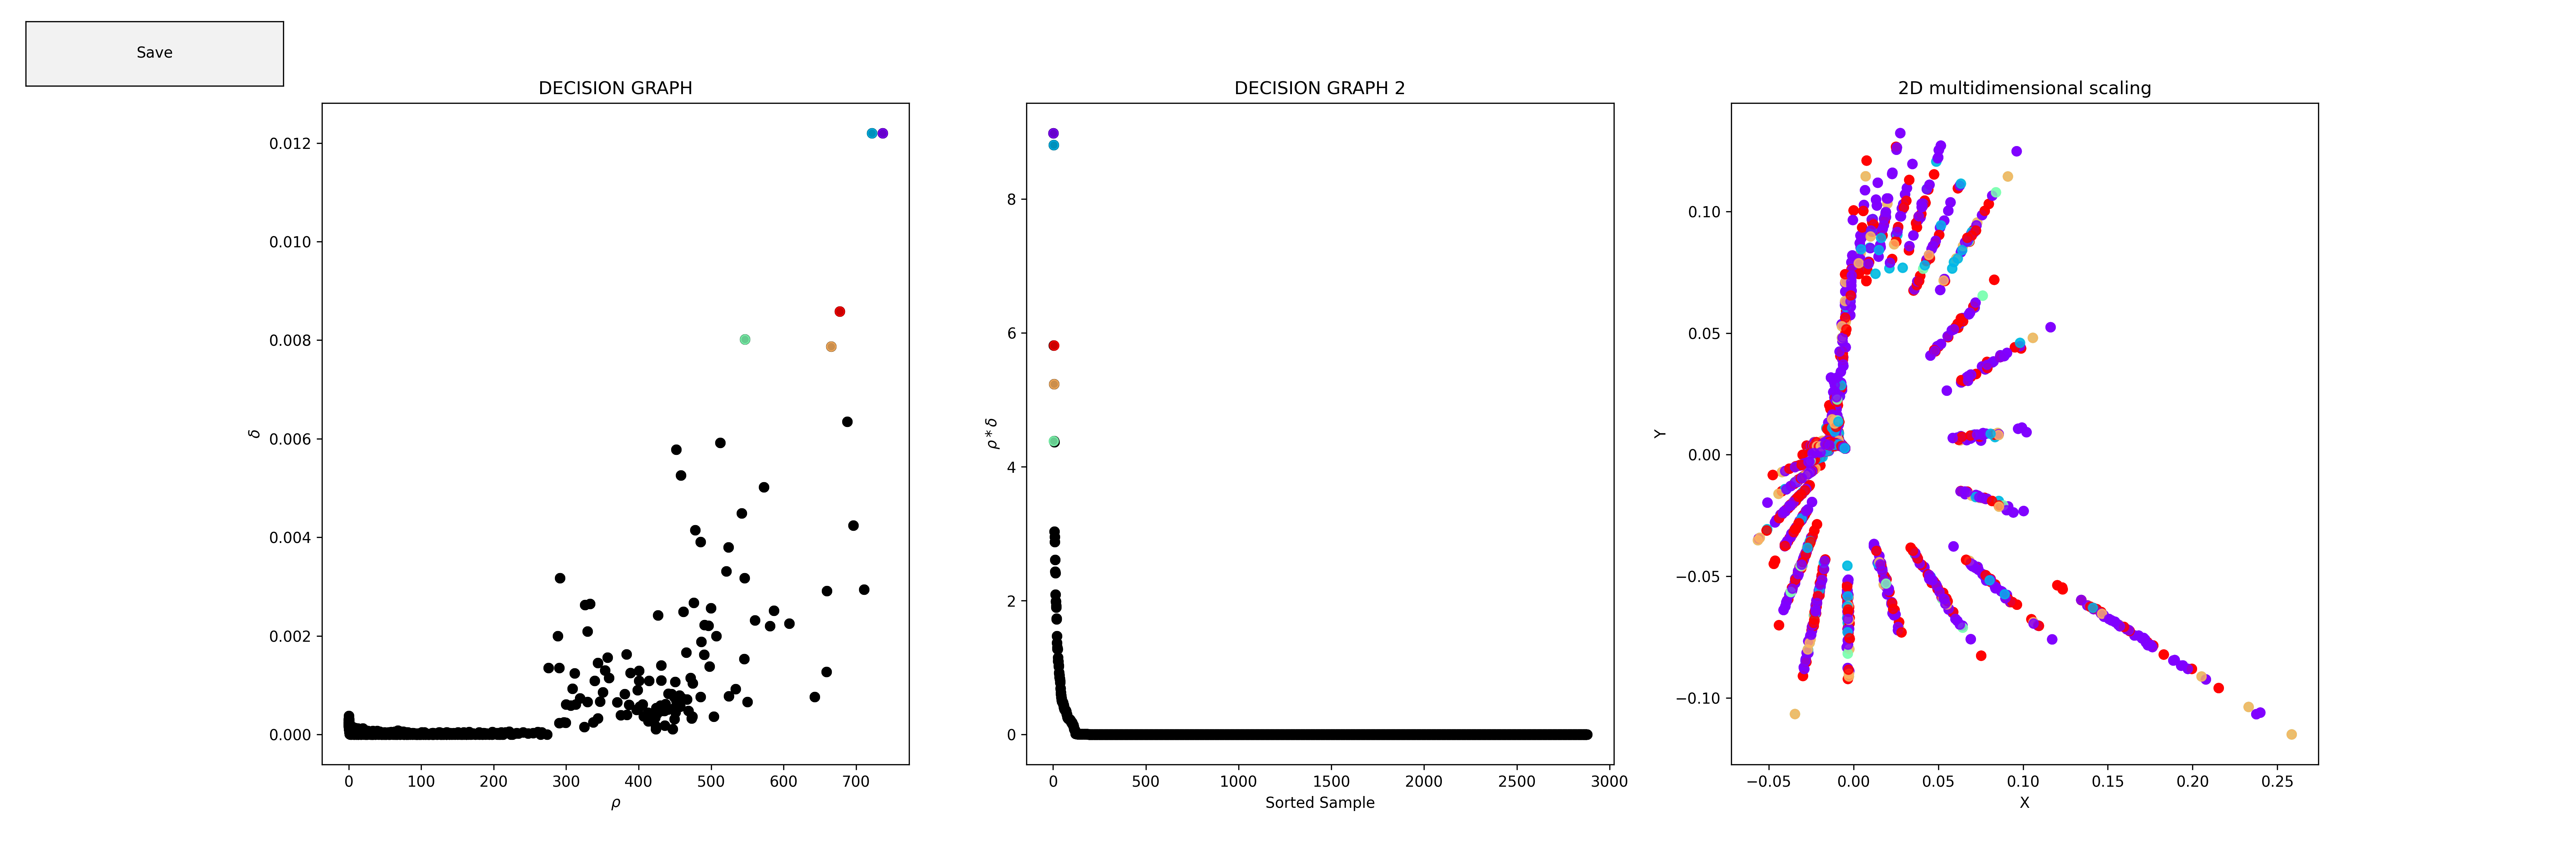 Save
DECISION GRAPH
0.012
0.010
0.008
0.006
0.004
0.002
0.000
δ
0 100 200 300 400 500 600 700
ρ
DECISION GRAPH 2
8
6
4
2
0
ρ * δ
0 500 1000 1500 2000 2500 3000
Sorted Sample
2D multidimensional scaling
0.10
0.05
0.00
−0.05
−0.10
Y
−0.05 0.00 0.05 0.10 0.15 0.20 0.25
X